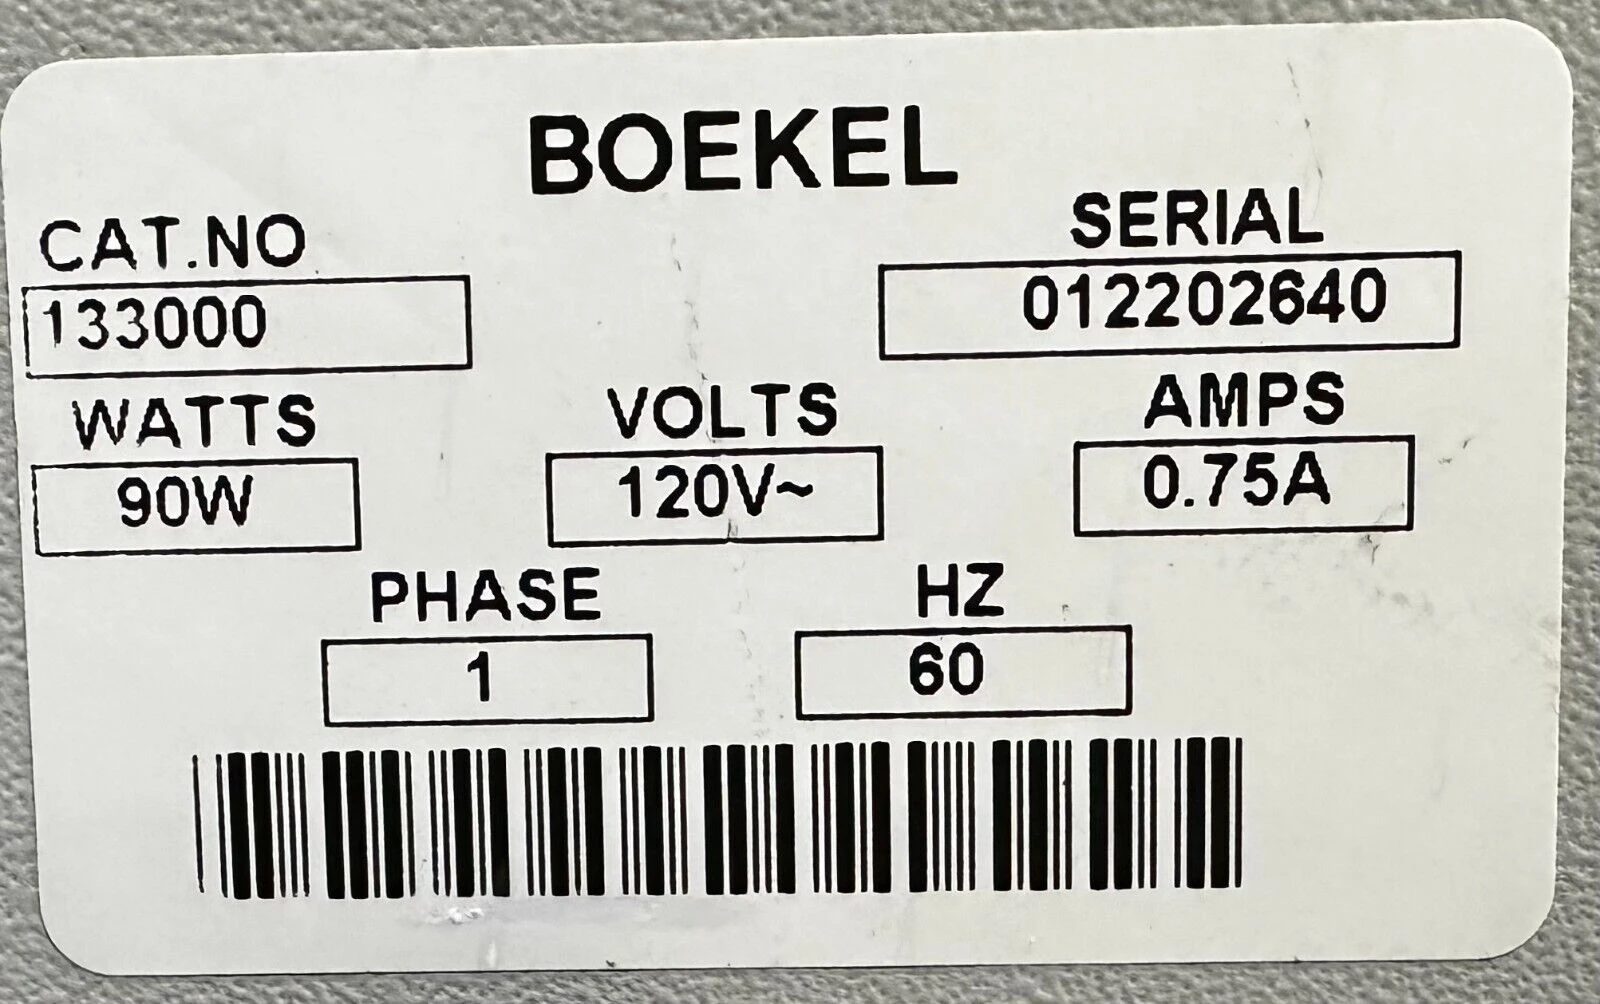 BOEKEL
CAT.NO
SERIAL
133000
012202640
WATTS
VOLTS
AMPS
90W
120V~
0.75A
PHASE
HZ
1
60